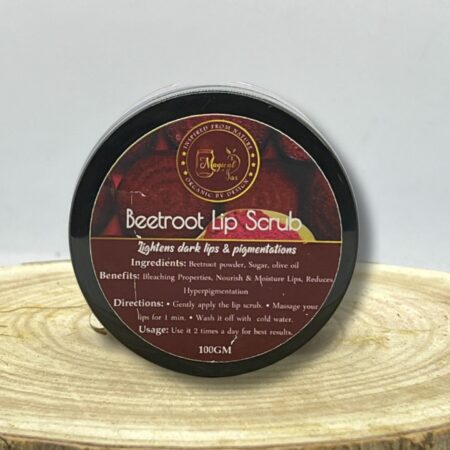 INSPIRED FROM NATURE
Magical
Jar
ORGANIC BY DESIGN
Beetroot Lip Scrub
Lightens dark lips & pigmentations
Ingredients: Beetroot powder, Sugar, olive oil
Benefits: Bleaching Properties, Nourish & Moisture Lips, Reduces
Hyperpigmentation
Directions: • Gently apply the lip scrub. • Massage your
lips for 1 min. • Wash it off with cold water.
Usage: Use it 2 times a day for best results.
100GM